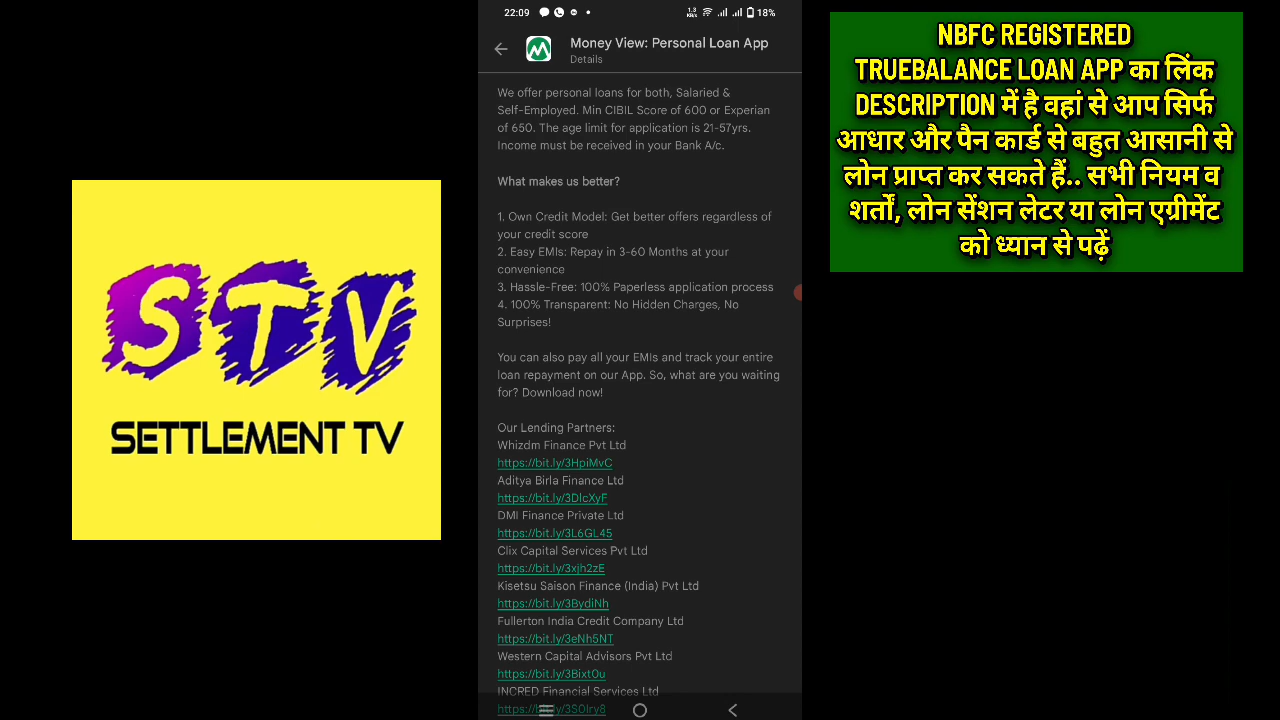 STV
SETTLEMENT TV
22:09
1.3
KB/s
18%
Money View: Personal Loan App
Details
We offer personal loans for both, Salaried &
Self-Employed. Min CIBIL Score of 600 or Experian
of 650. The age limit for application is 21-57yrs.
Income must be received in your Bank A/c.
What makes us better?
1. Own Credit Model: Get better offers regardless of
your credit score
2. Easy EMIs: Repay in 3-60 Months at your
convenience
3. Hassle-Free: 100% Paperless application process
4. 100% Transparent: No Hidden Charges, No
Surprises!
You can also pay all your EMIs and track your entire
loan repayment on our App. So, what are you waiting
for? Download now!
Our Lending Partners:
Whizdm Finance Pvt Ltd
https://bit.ly/3HpiMvC
Aditya Birla Finance Ltd
https://bit.ly/3DlcXyF
DMI Finance Private Ltd
https://bit.ly/3L6GL45
Clix Capital Services Pvt Ltd
https://bit.ly/3xjh2zE
Kisetsu Saison Finance (India) Pvt Ltd
https://bit.ly/3BydiNh
Fullerton India Credit Company Ltd
https://bit.ly/3eNh5NT
Western Capital Advisors Pvt Ltd
https://bit.ly/3Bixt0u
INCRED Financial Services Ltd
NBFC REGISTERED
TRUEBALANCE LOAN APP का लिंक
DESCRIPTION में है वहां से आप सिर्फ
आधार और पैन कार्ड से बहुत आसानी से
लोन प्राप्त कर सकते हैं.. सभी नियम व
शर्तों, लोन सेंशन लेटर या लोन एग्रीमेंट
को ध्यान से पढ़ें